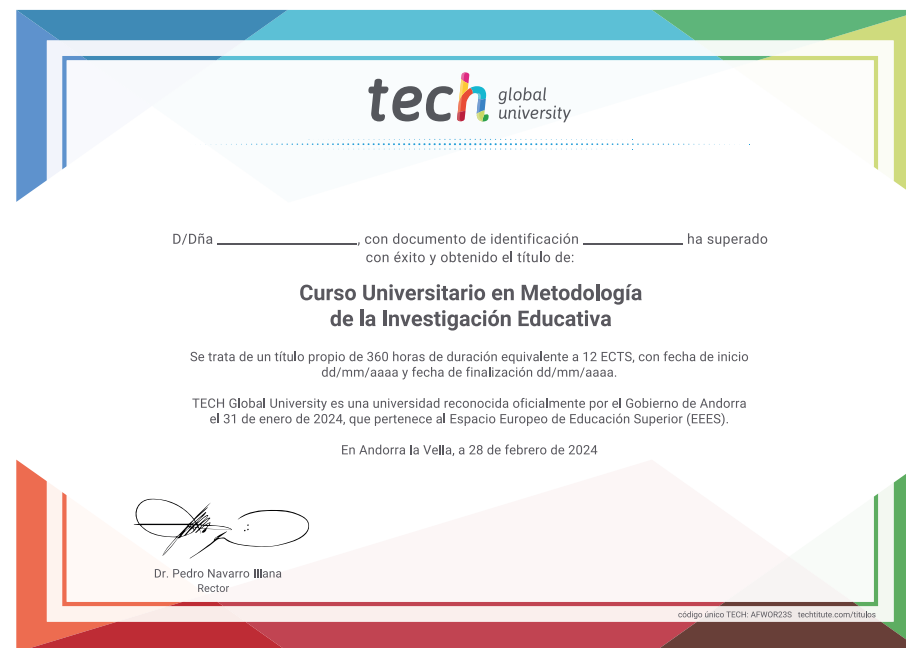 tech global university
D/Dña ____________________, con documento de identificación ______________ ha superado
con éxito y obtenido el título de:
Curso Universitario en Metodología
de la Investigación Educativa
Se trata de un título propio de 360 horas de duración equivalente a 12 ECTS, con fecha de inicio
dd/mm/aaaa y fecha de finalización dd/mm/aaaa.
TECH Global University es una universidad reconocida oficialmente por el Gobierno de Andorra
el 31 de enero de 2024, que pertenece al Espacio Europeo de Educación Superior (EEES).
En Andorra la Vella, a 28 de febrero de 2024
Dr. Pedro Navarro Illana
Rector
código único TECH: AFWOR23S techtitute.com/titulos